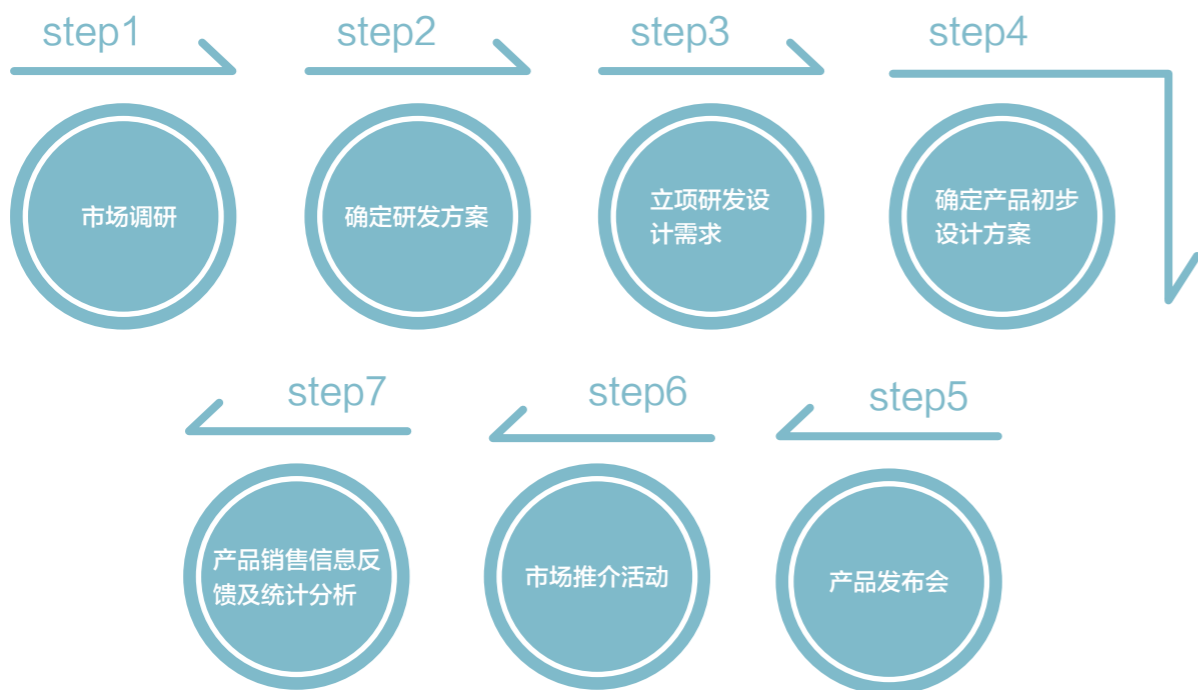 step1
市场调研
step2
确定研发方案
step3
立项研发设
计需求
step4
确定产品初步
设计方案
step5
产品发布会
step6
市场推介活动
step7
产品销售信息反
馈及统计分析